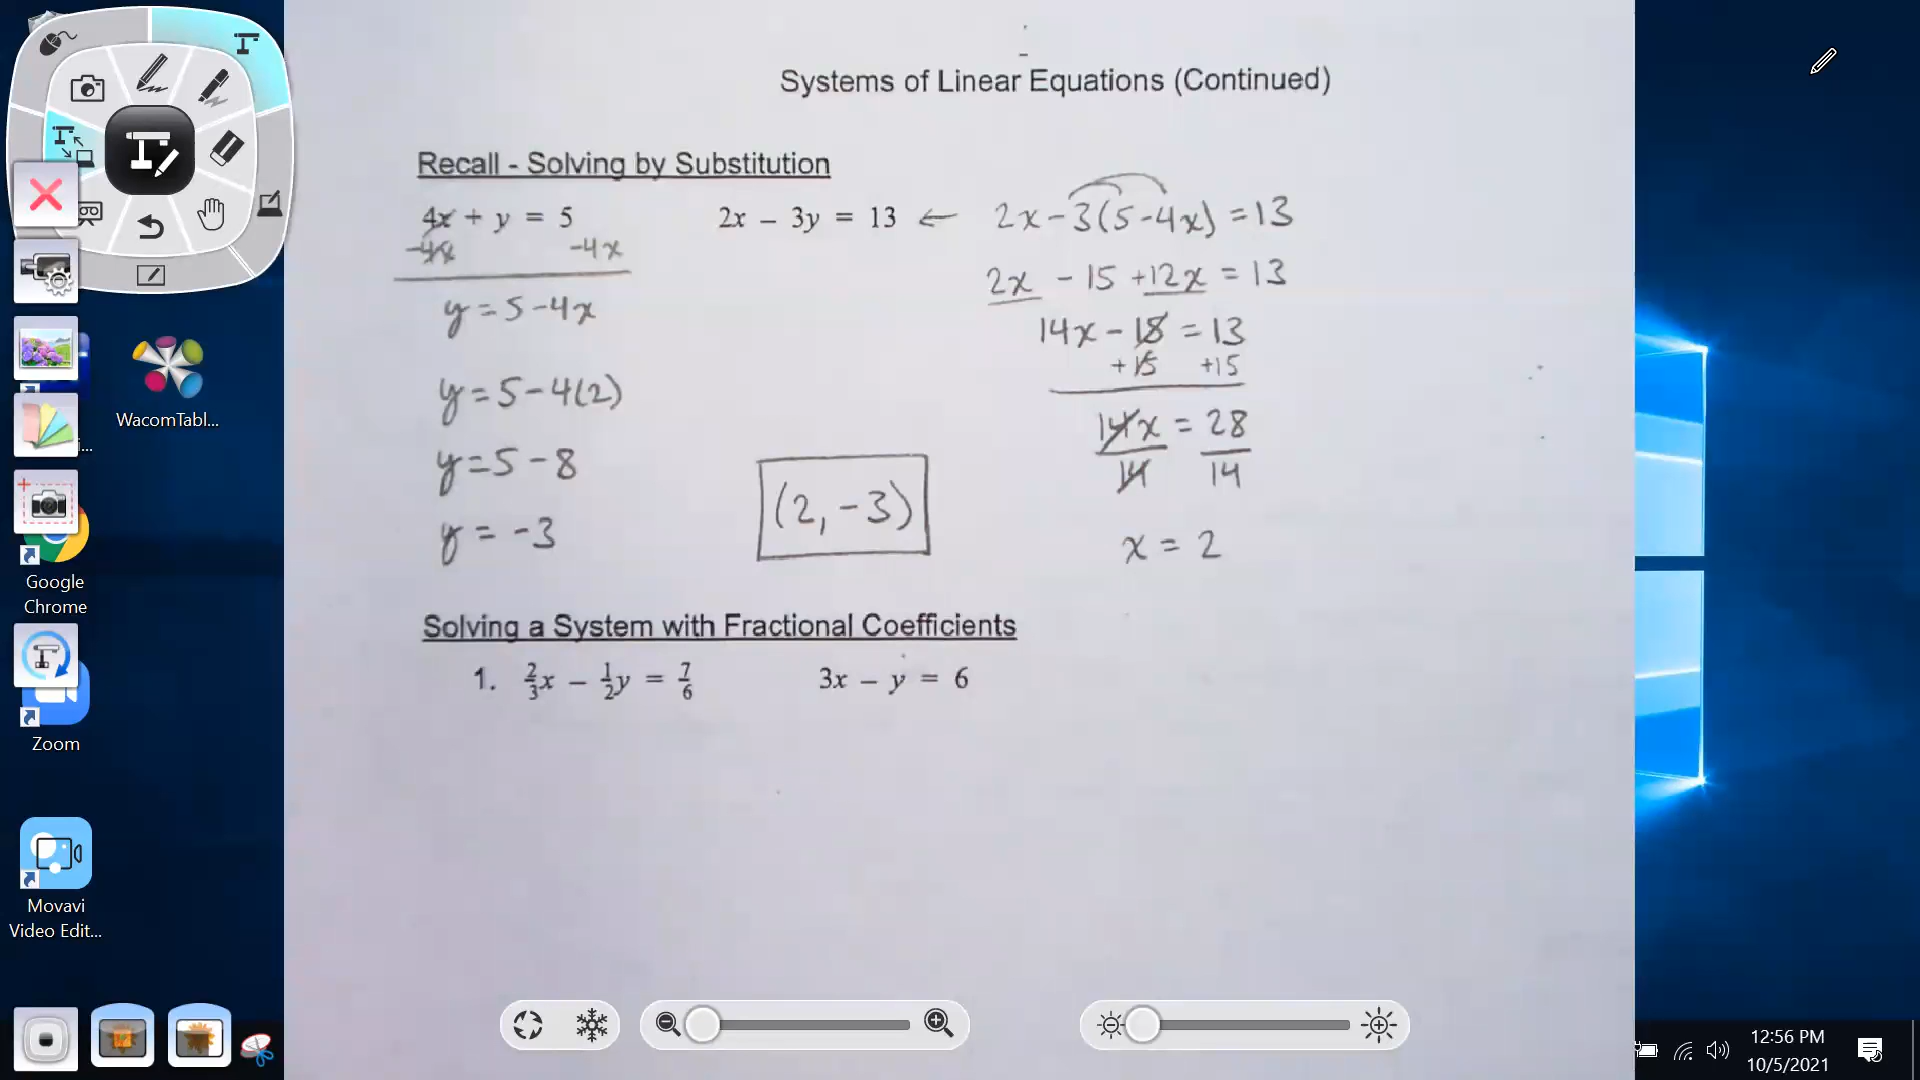 Systems of Linear Equations (Continued)
Recall - Solving by Substitution
4x + y = 5    2x – 3y = 13 ← 2x - 3(5 - 4x) = 13
-4x    -4x
2x - 15 + 12x = 13
y = 5 - 4x
14x - 15 = 13
+15 +15
y = 5 - 4(2)
14x = 28
14 14
y = 5 - 8
(2, -3)
y = -3
x = 2
Solving a System with Fractional Coefficients
1. 2/3x – 1/2y = 7/6    3x – y = 6
WacomTabl...
i...
Google
Chrome
Zoom
Movavi
Video Edit...
12:56 PM
10/5/2021